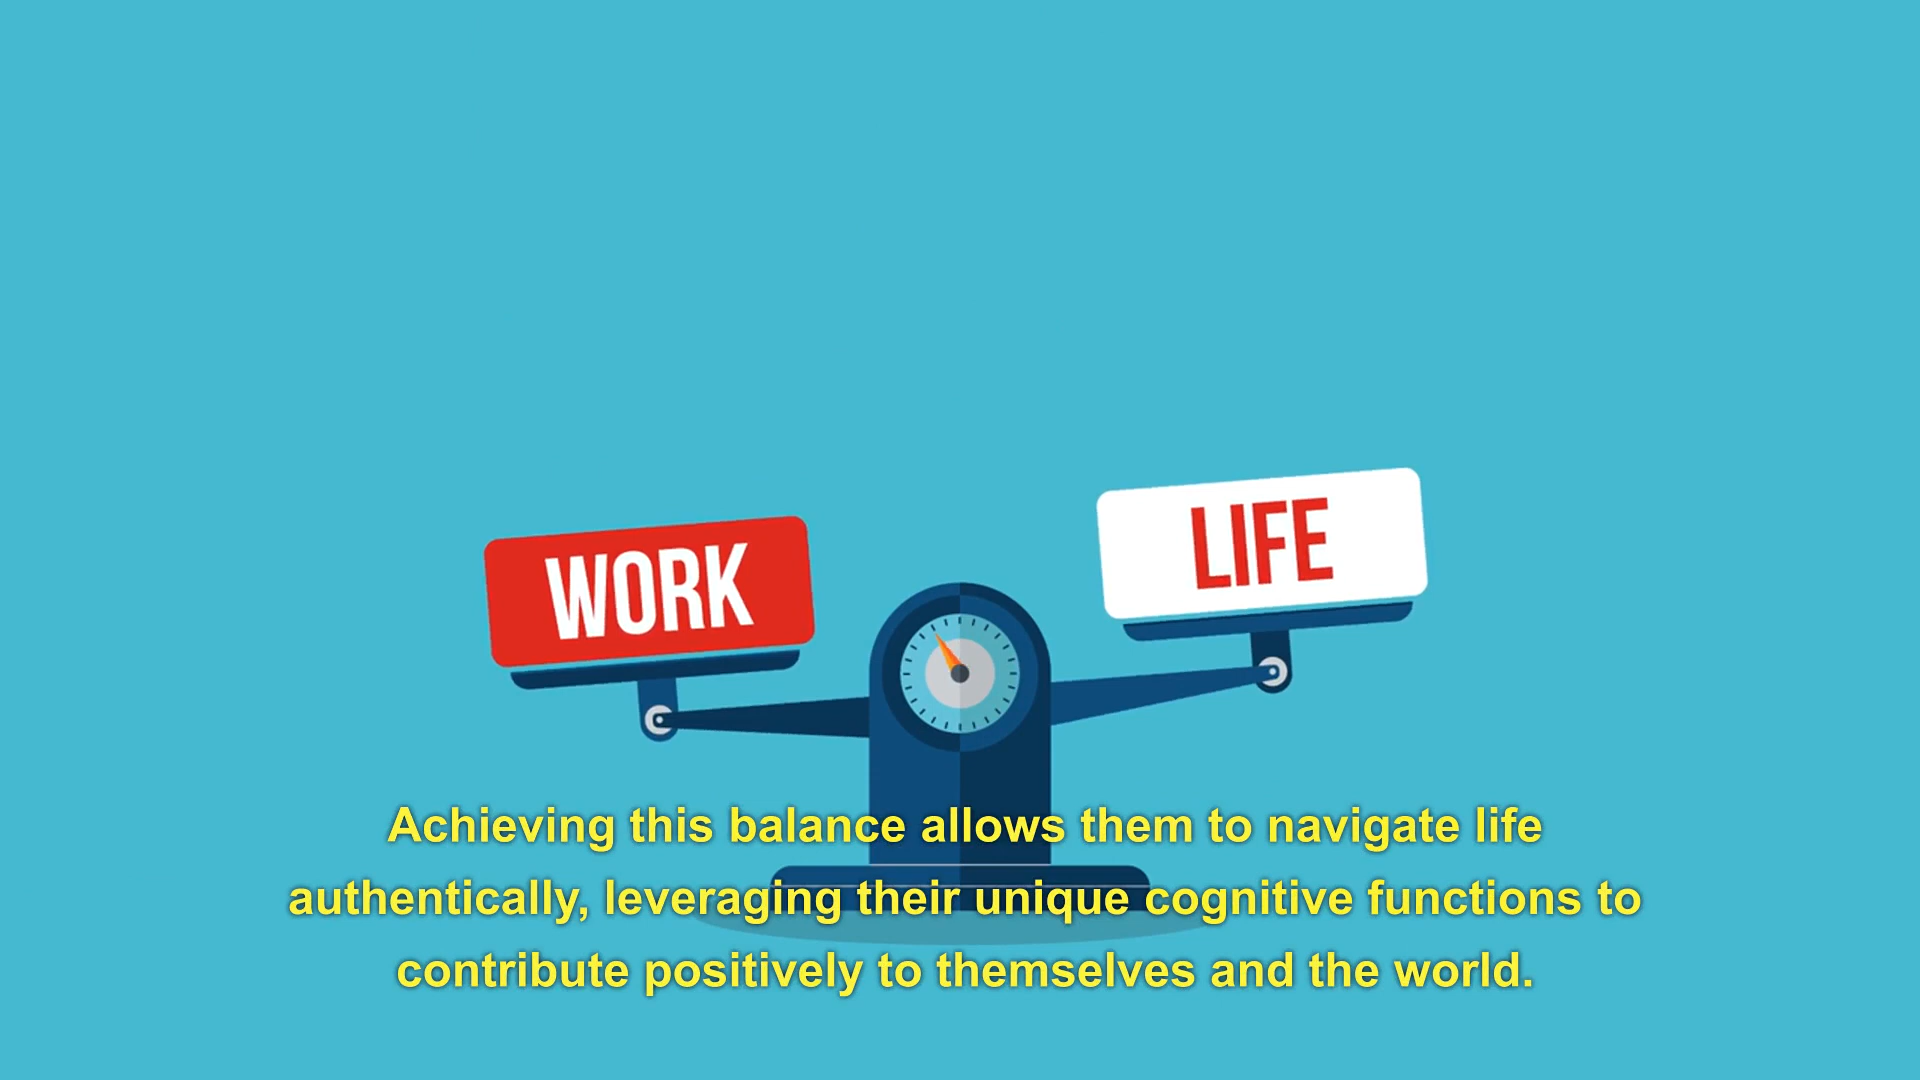 WORK
LIFE
Achieving this balance allows them to navigate life
authentically, leveraging their unique cognitive functions to
contribute positively to themselves and the world.